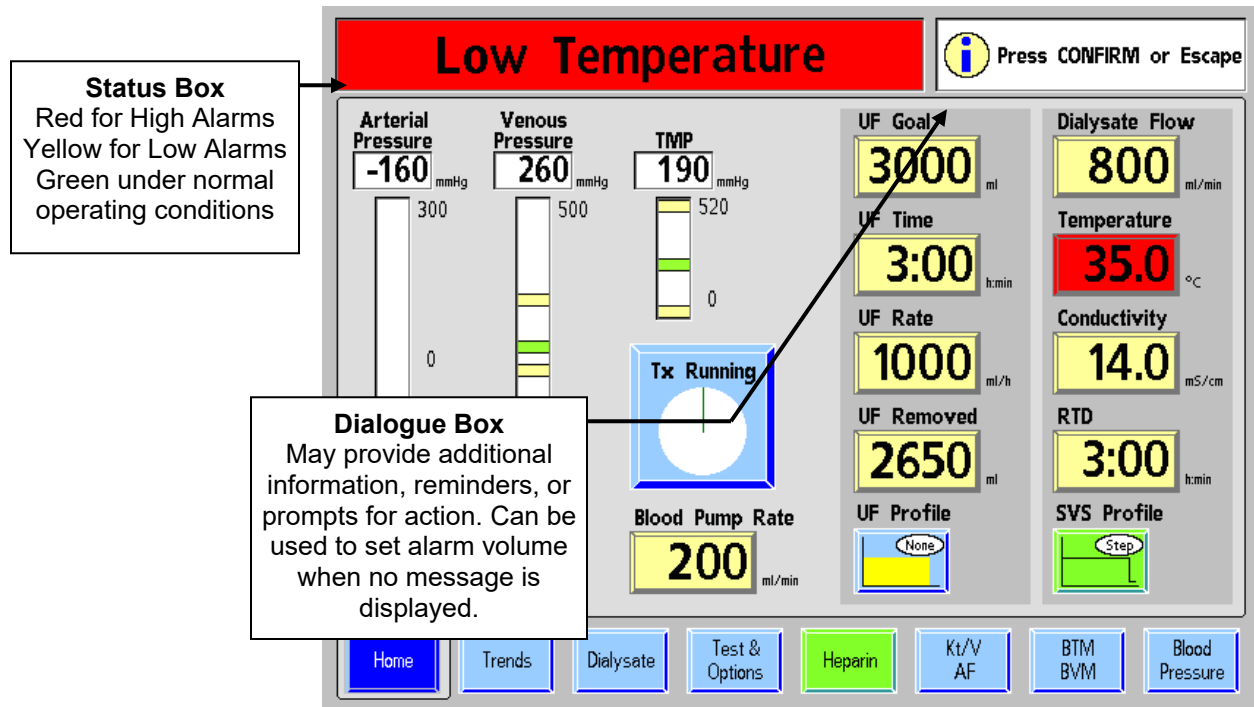 Low Temperature
Press CONFIRM or Escape
Status Box
Red for High Alarms
Yellow for Low Alarms
Green under normal
operating conditions
Arterial
Pressure
-160 mmHg
300
0
Venous
Pressure
260 mmHg
500
TMP
190 mmHg
520
0
Tx Running
Blood Pump Rate
200 ml/min
UF Goal
3000 ml
UF Time
3:00 h:min
UF Rate
1000 ml/h
UF Removed
2650 ml
UF Profile
None
Dialysate Flow
800 ml/min
Temperature
35.0 °C
Conductivity
14.0 mS/cm
RTD
3:00 h:min
SVS Profile
Step
Dialogue Box
May provide additional
information, reminders, or
prompts for action. Can be
used to set alarm volume
when no message is
displayed.
Home
Trends
Dialysate
Test &
Options
Heparin
Kt/V
AF
BTM
BVM
Blood
Pressure